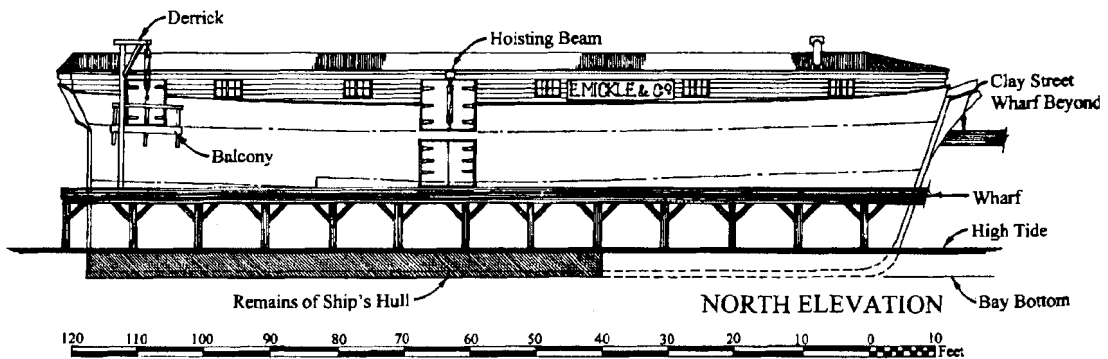 Derrick
Hoisting Beam
E.MICKLE & Co
Clay Street
Wharf Beyond
Balcony
Wharf
High Tide
Remains of Ship's Hull
NORTH ELEVATION
Bay Bottom
120 110 100 90 80 70 60 50 40 30 20 10 0 10
Feet